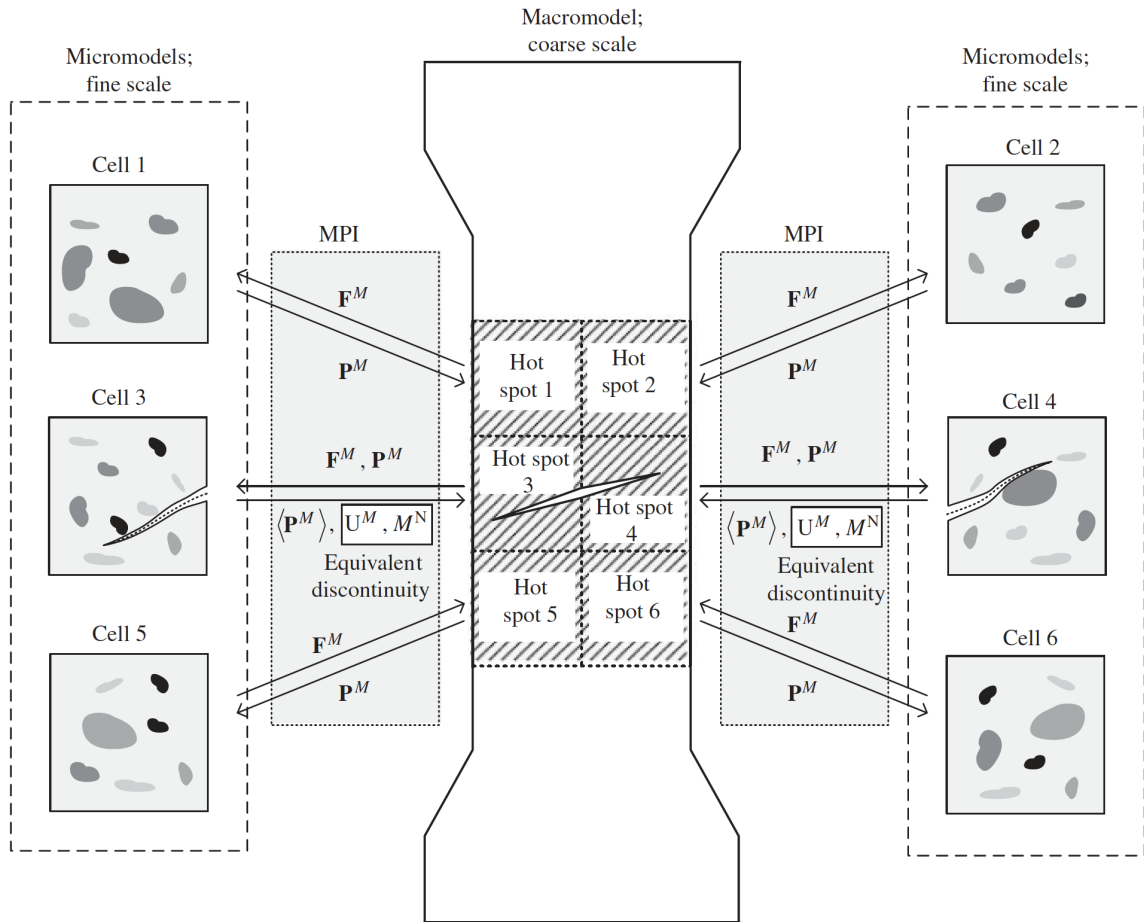 Macromodel;
coarse scale
Micromodels;
fine scale
Micromodels;
fine scale
Cell 1
Cell 2
MPI
MPI
F^M
F^M
P^M
P^M
Hot
spot 1
Hot
spot 2
Cell 3
Cell 4
F^M, P^M
F^M, P^M
Hot spot
3
⟨P^M⟩, U^M, M^N
Hot spot
4
⟨P^M⟩, U^M, M^N
Equivalent
discontinuity
Equivalent
discontinuity
Hot
spot 5
Hot
spot 6
Cell 5
Cell 6
F^M
F^M
P^M
P^M